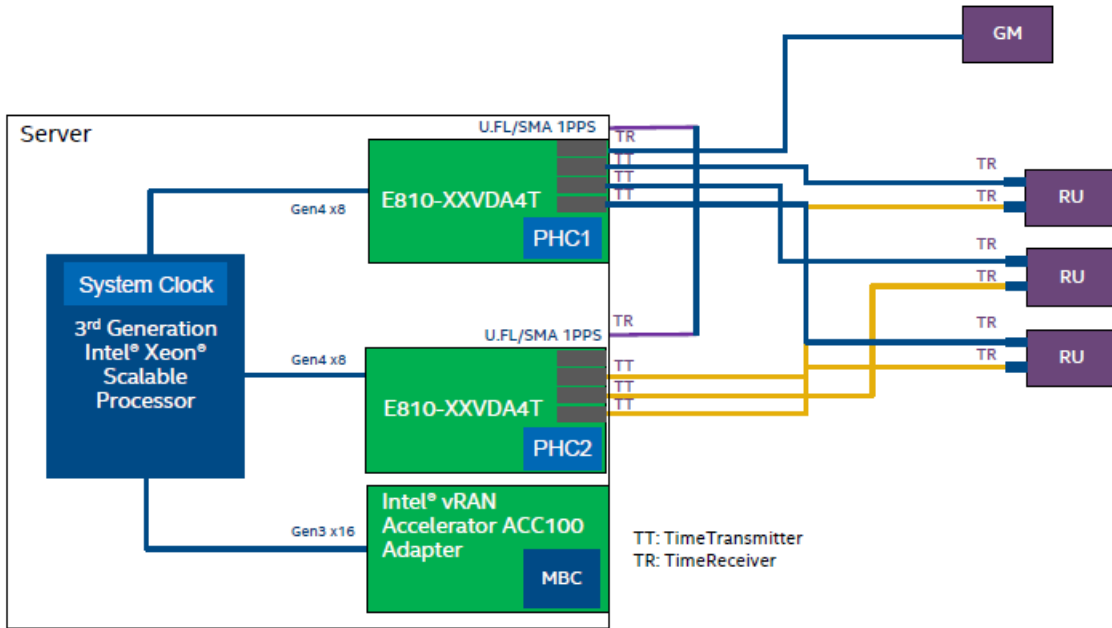 GM
Server
U.FL/SMA 1PPS
TR
TT
TT
TT
E810-XXVDA4T
PHC1
Gen4 x8
TR
TR
RU
TR
TR
RU
TR
TR
RU
System Clock
3rd Generation
Intel® Xeon®
Scalable
Processor
TR
U.FL/SMA 1PPS
Gen4 x8
TT
TT
TT
E810-XXVDA4T
PHC2
Intel® vRAN
Accelerator ACC100
Adapter
MBC
Gen3 x16
TT: TimeTransmitter
TR: TimeReceiver